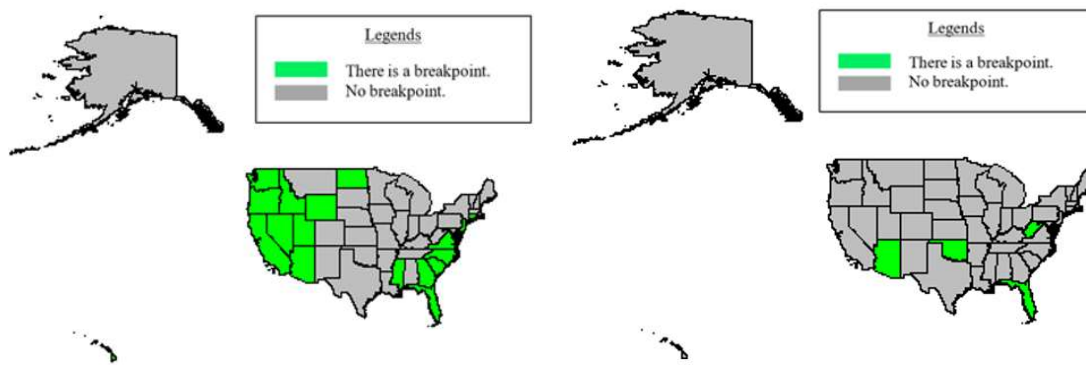 Legends
There is a breakpoint.
No breakpoint.
Legends
There is a breakpoint.
No breakpoint.